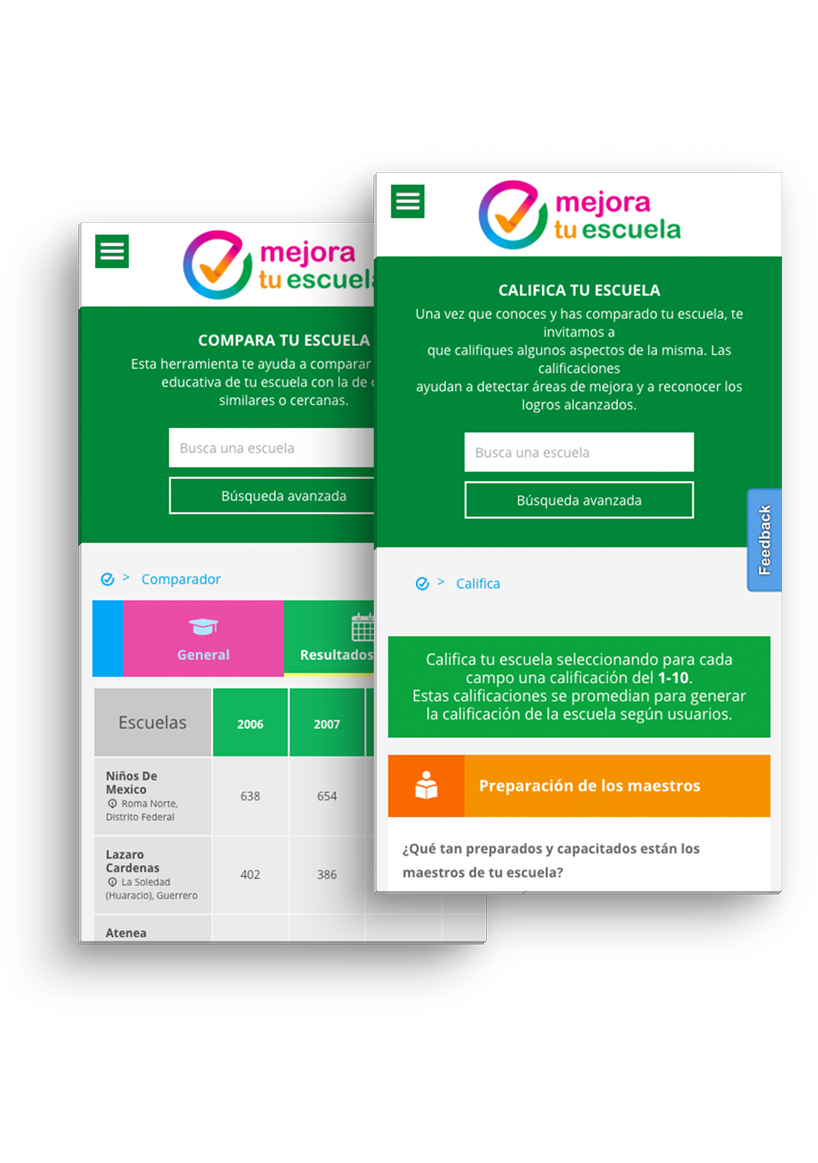 mejora
tu escuela
COMPARA TU ESCUELA
Esta herramienta te ayuda a comparar
educativa de tu escuela con la de
similares o cercanas.
Busca una escuela
Búsqueda avanzada
> Comparador
General
Resultados
Escuelas 2006 2007
Niños De
Mexico
Roma Norte,
Distrito Federal
638 654
Lazaro
Cardenas
La Soledad
(Huaracio), Guerrero
402 386
Atenea
mejora
tu escuela
CALIFICA TU ESCUELA
Una vez que conoces y has comparado tu escuela, te
invitamos a
que califiques algunos aspectos de la misma. Las
calificaciones
ayudan a detectar áreas de mejora y a reconocer los
logros alcanzados.
Busca una escuela
Búsqueda avanzada
Feedback
> Califica
Califica tu escuela seleccionando para cada
campo una calificación del 1-10.
Estas calificaciones se promedian para generar
la calificación de la escuela según usuarios.
Preparación de los maestros
¿Qué tan preparados y capacitados están los
maestros de tu escuela?